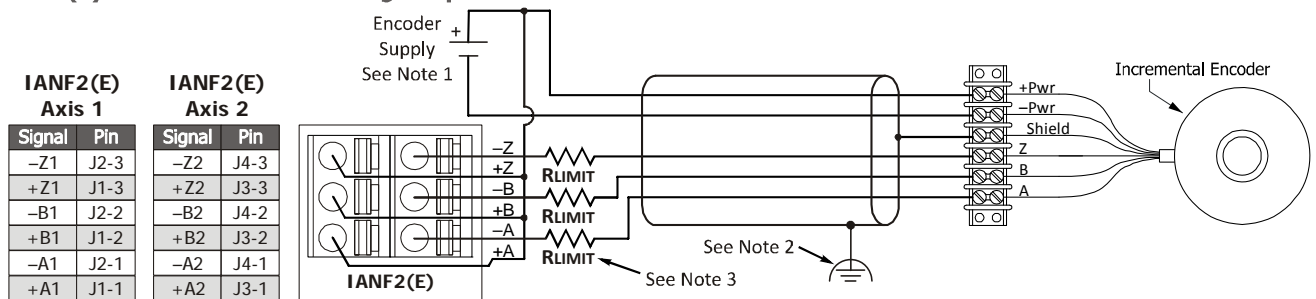 Encoder
Supply
See Note 1
+
IANF2(E)
Axis 1
Signal Pin
–Z1 J2-3
+Z1 J1-3
–B1 J2-2
+B1 J1-2
–A1 J2-1
+A1 J1-1
IANF2(E)
Axis 2
Signal Pin
–Z2 J4-3
+Z2 J3-3
–B2 J4-2
+B2 J3-2
–A2 J4-1
+A2 J3-1
–Z
+Z
–B
+B
–A
+A
IANF2(E)
RLIMIT
RLIMIT
RLIMIT
See Note 3
See Note 2
+Pwr
–Pwr
Shield
Z
B
A
Incremental Encoder